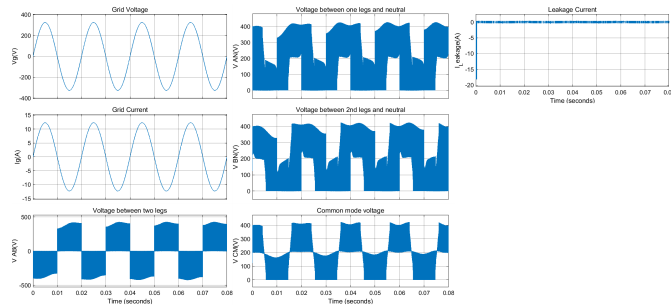 Grid Voltage
Vg(V)
400
200
0
-200
-400
Grid Current
Ig(A)
15
10
5
0
-5
-10
-15
Voltage between two legs
V AB(V)
500
0
-500
0 0.01 0.02 0.03 0.04 0.05 0.06 0.07 0.08
Time (seconds)
Voltage between one legs and neutral
V AN(V)
400
300
200
100
0
Voltage between 2nd legs and neutral
V BN(V)
400
300
200
100
0
Common mode voltage
V CM(V)
400
300
200
100
0
0 0.01 0.02 0.03 0.04 0.05 0.06 0.07 0.08
Time (seconds)
Leakage Current
I_Leakage(A)
0
-5
-10
-15
-20
0 0.01 0.02 0.03 0.04 0.05 0.06 0.07 0.08
Time (seconds)